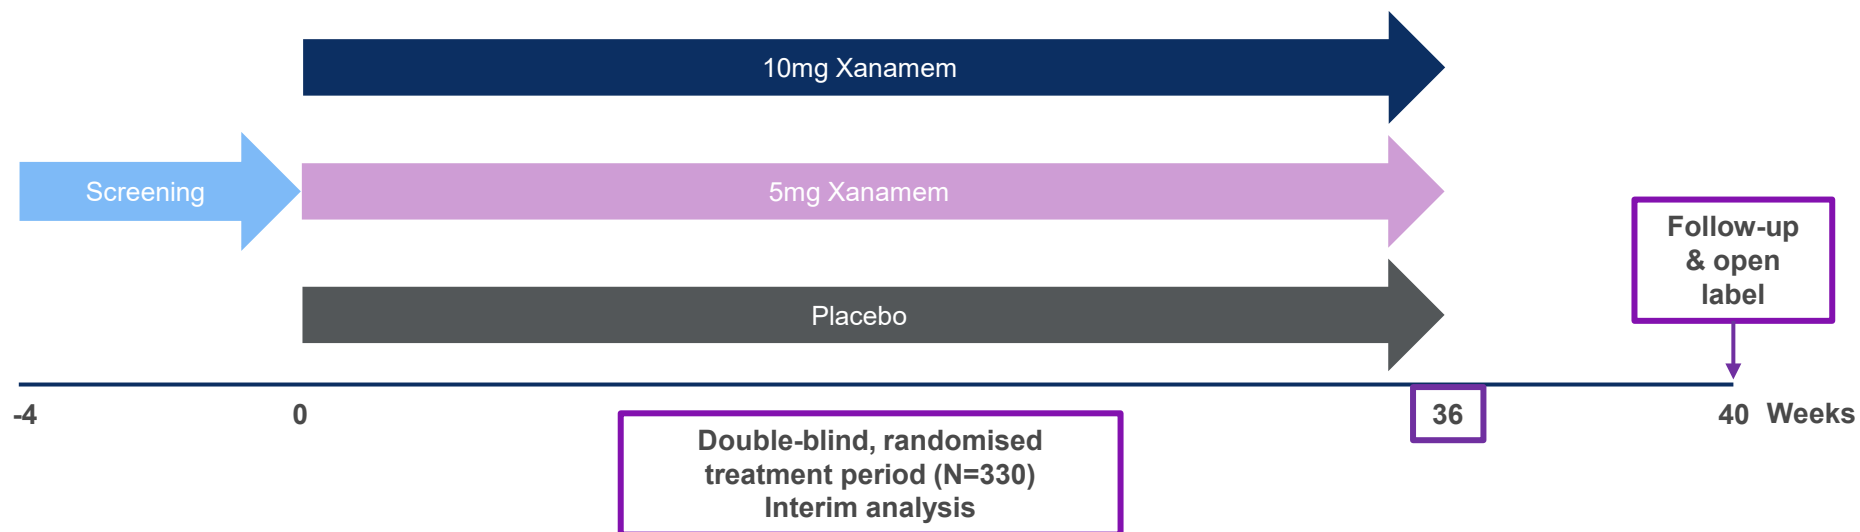 10mg Xanamem
Screening
5mg Xanamem
Follow-up
& open
label
Placebo
-4
0
36
40 Weeks
Double-blind, randomised
treatment period (N=330)
Interim analysis